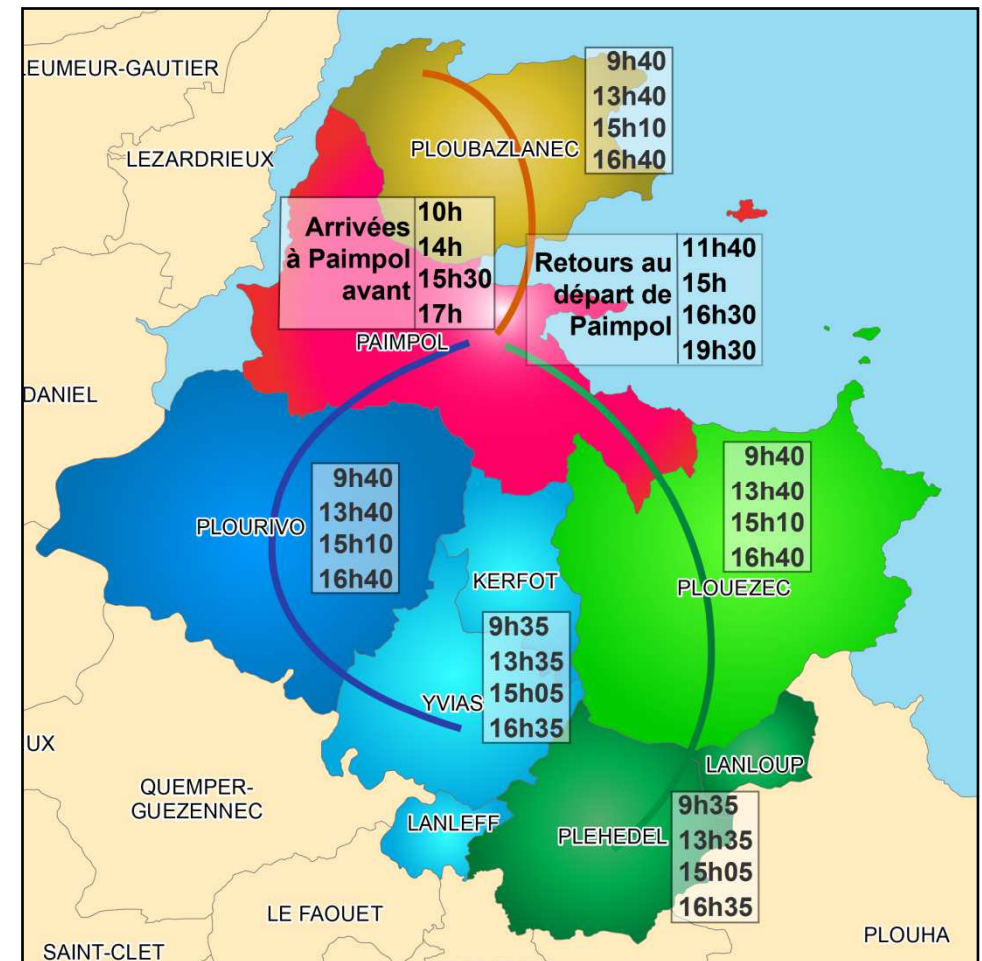 LEUMEUR-GAUTIER
LEZARDRIEUX
PLOUBAZLANEC
9h40
13h40
15h10
16h40
Arrivées
à Paimpol
avant
10h
14h
15h30
17h
Retours au
départ de
Paimpol
11h40
15h
16h30
19h30
PAIMPOL
DANIEL
PLOURIVO
9h40
13h40
15h10
16h40
KERFOT
9h40
13h40
15h10
16h40
PLOUEZEC
YVIAS
9h35
13h35
15h05
16h35
UX
QUEMPER-
GUEZENNEC
LANLOUP
LANLEFF
PLEHEDEL
9h35
13h35
15h05
16h35
LE FAOUET
SAINT-CLET
PLOUHA